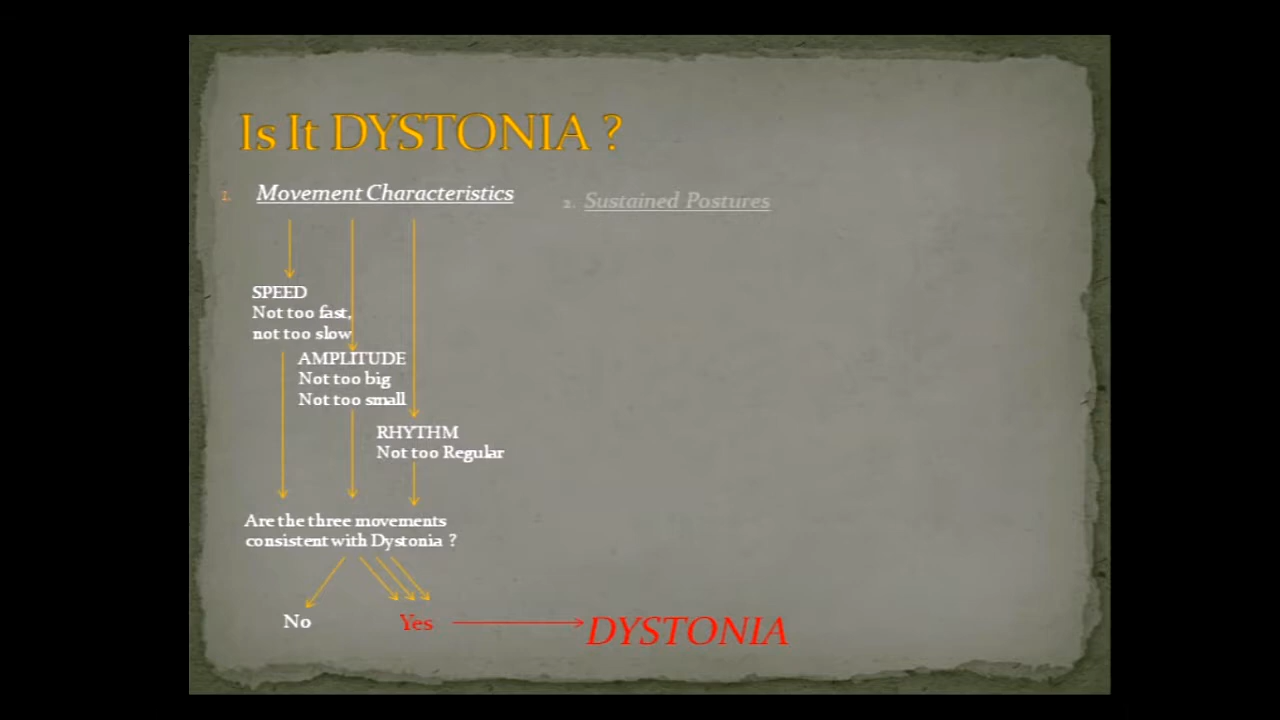 Is It DYSTONIA ?
1. Movement Characteristics
2. Sustained Postures
SPEED
Not too fast,
not too slow
AMPLITUDE
Not too big
Not too small
RHYTHM
Not too Regular
Are the three movements
consistent with Dystonia ?
No
Yes
DYSTONIA